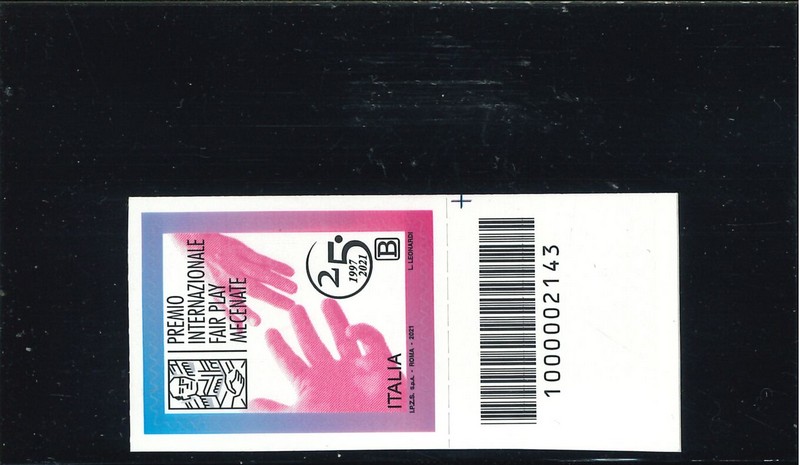 PREMIO
INTERNAZIONALE
FAIR PLAY
MECENATE
25°
1997
2021
B
ITALIA
I.P.Z.S. S.p.A. - ROMA - 2021
L. LEONARDI
1000002143